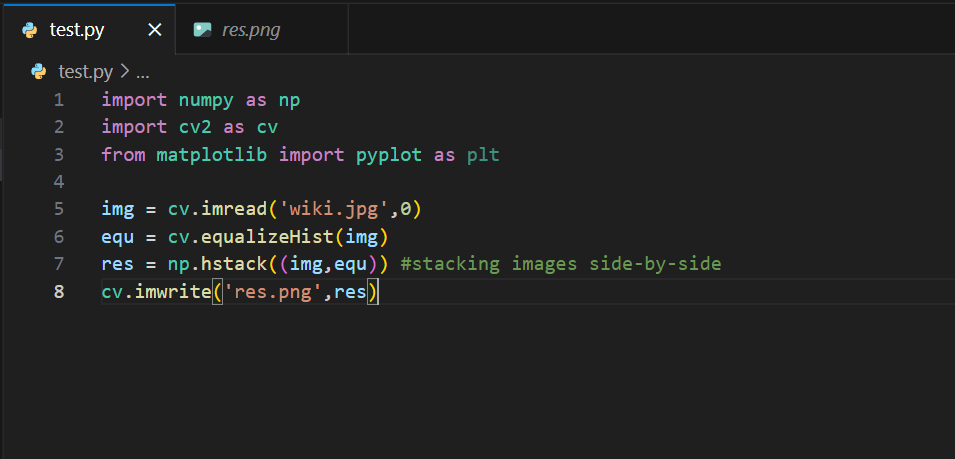 test.py
res.png
test.py > ...
1 import numpy as np
2 import cv2 as cv
3 from matplotlib import pyplot as plt
4
5 img = cv.imread('wiki.jpg',0)
6 equ = cv.equalizeHist(img)
7 res = np.hstack((img,equ)) #stacking images side-by-side
8 cv.imwrite('res.png',res)